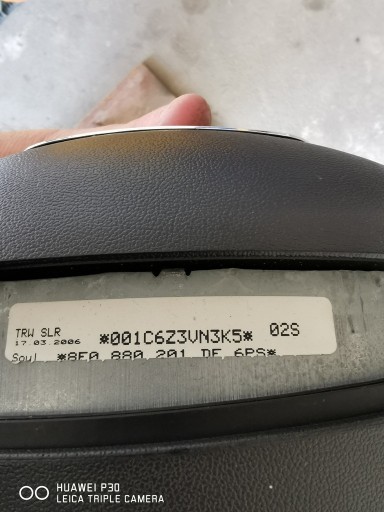 TRW SLR
17.03.2006
*001C6Z3VN3K5* 02S
Soul *8E0 880 201 DE 6PS*
HUAWEI P30
LEICA TRIPLE CAMERA